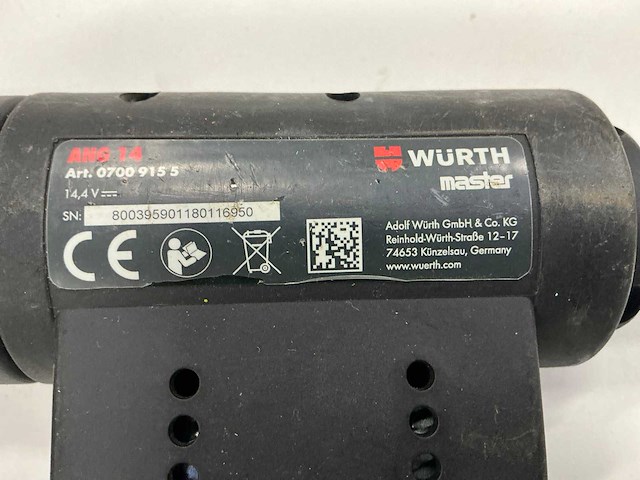 ANG 14
Art. 0700 915 5
14,4 V
SN: 800395901180116950
CE
WÜRTH
master
Adolf Würth GmbH & Co. KG
Reinhold-Würth-Straße 12-17
74653 Künzelsau, Germany
www.wuerth.com